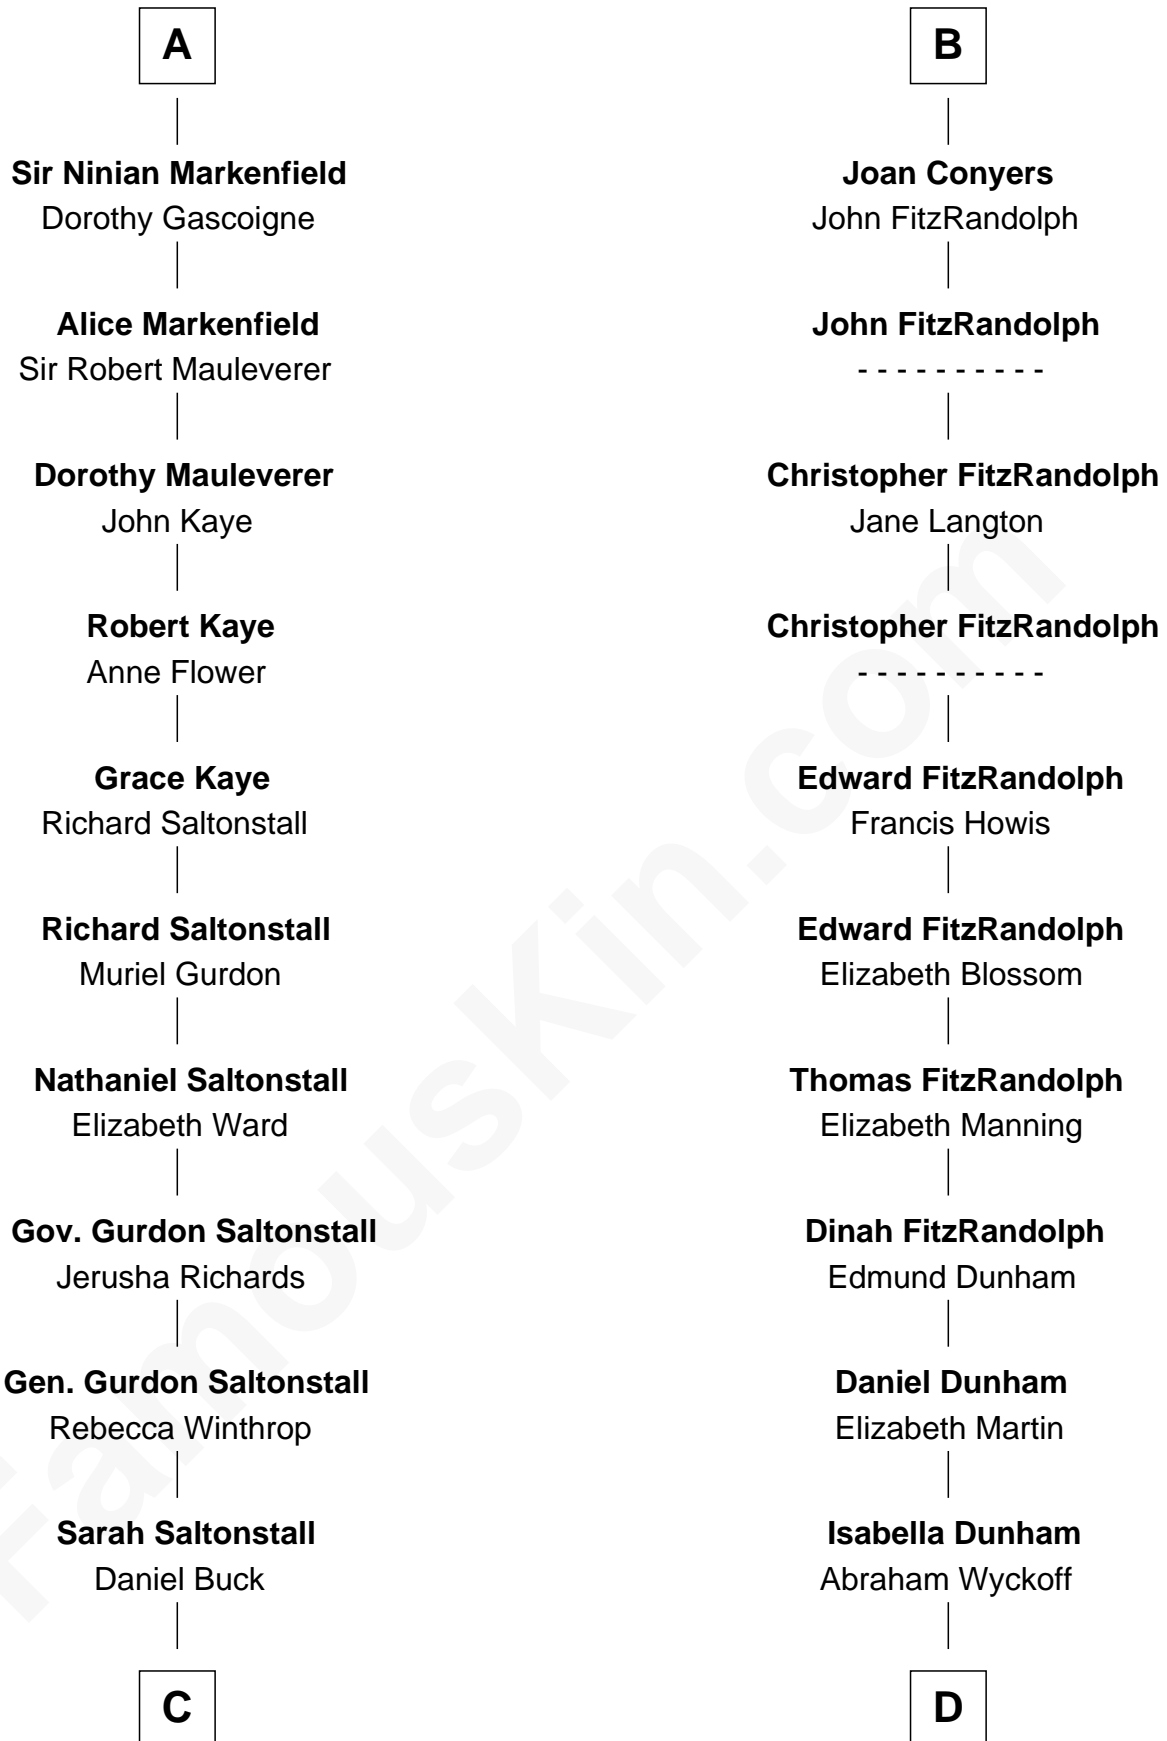 A
Sir Ninian Markenfield
Dorothy Gascoigne
Alice Markenfield
Sir Robert Mauleverer
Dorothy Mauleverer
John Kaye
Robert Kaye
Anne Flower
Grace Kaye
Richard Saltonstall
Richard Saltonstall
Muriel Gurdon
Nathaniel Saltonstall
Elizabeth Ward
Gov. Gurdon Saltonstall
Jerusha Richards
Gen. Gurdon Saltonstall
Rebecca Winthrop
Sarah Saltonstall
Daniel Buck
C
B
Joan Conyers
John FitzRandolph
John FitzRandolph
- - - - - - - - - -
Christopher FitzRandolph
Jane Langton
Christopher FitzRandolph
- - - - - - - - - -
Edward FitzRandolph
Francis Howis
Edward FitzRandolph
Elizabeth Blossom
Thomas FitzRandolph
Elizabeth Manning
Dinah FitzRandolph
Edmund Dunham
Daniel Dunham
Elizabeth Martin
Isabella Dunham
Abraham Wyckoff
D
FamousKin.com